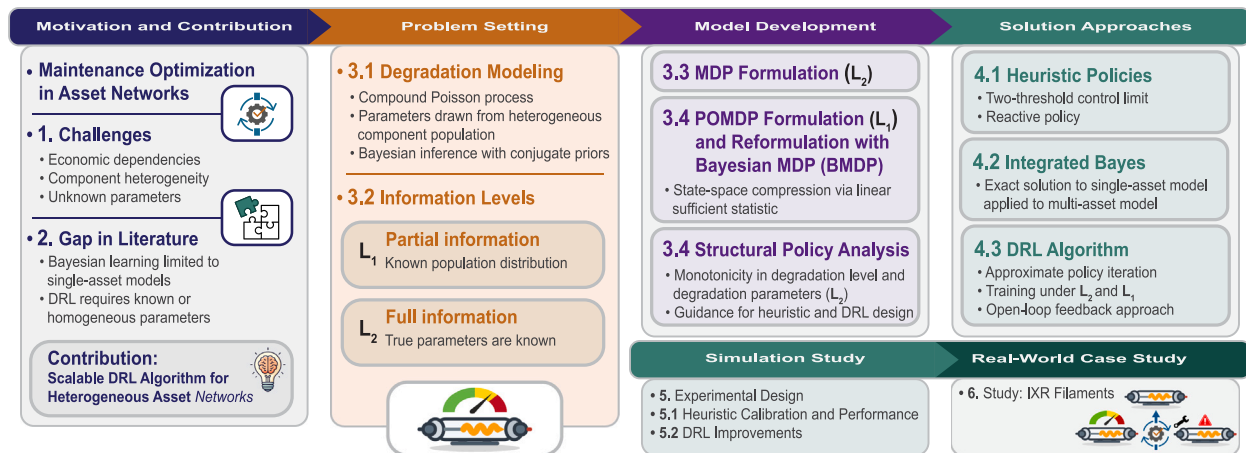 Motivation and Contribution
• Maintenance Optimization
in Asset Networks
• 1. Challenges
• Economic dependencies
• Component heterogeneity
• Unknown parameters
• 2. Gap in Literature
• Bayesian learning limited to
single-asset models
• DRL requires known or
homogeneous parameters
Contribution:
Scalable DRL Algorithm for
Heterogeneous Asset Networks
Problem Setting
• 3.1 Degradation Modeling
• Compound Poisson process
• Parameters drawn from heterogeneous
component population
• Bayesian inference with conjugate priors
• 3.2 Information Levels
L₁
Partial information
Known population distribution
L₂
Full information
True parameters are known
Model Development
3.3 MDP Formulation (L₂)
3.4 POMDP Formulation (L₁)
and Reformulation with
Bayesian MDP (BMDP)
• State-space compression via linear
sufficient statistic
3.4 Structural Policy Analysis
• Monotonicity in degradation level and
degradation parameters (L₂)
• Guidance for heuristic and DRL design
Solution Approaches
4.1 Heuristic Policies
• Two-threshold control limit
• Reactive policy
4.2 Integrated Bayes
• Exact solution to single-asset model
applied to multi-asset model
4.3 DRL Algorithm
• Approximate policy iteration
• Training under L₂ and L₁
• Open-loop feedback approach
Simulation Study
• 5. Experimental Design
• 5.1 Heuristic Calibration and Performance
• 5.2 DRL Improvements
Real-World Case Study
• 6. Study: IXR Filaments